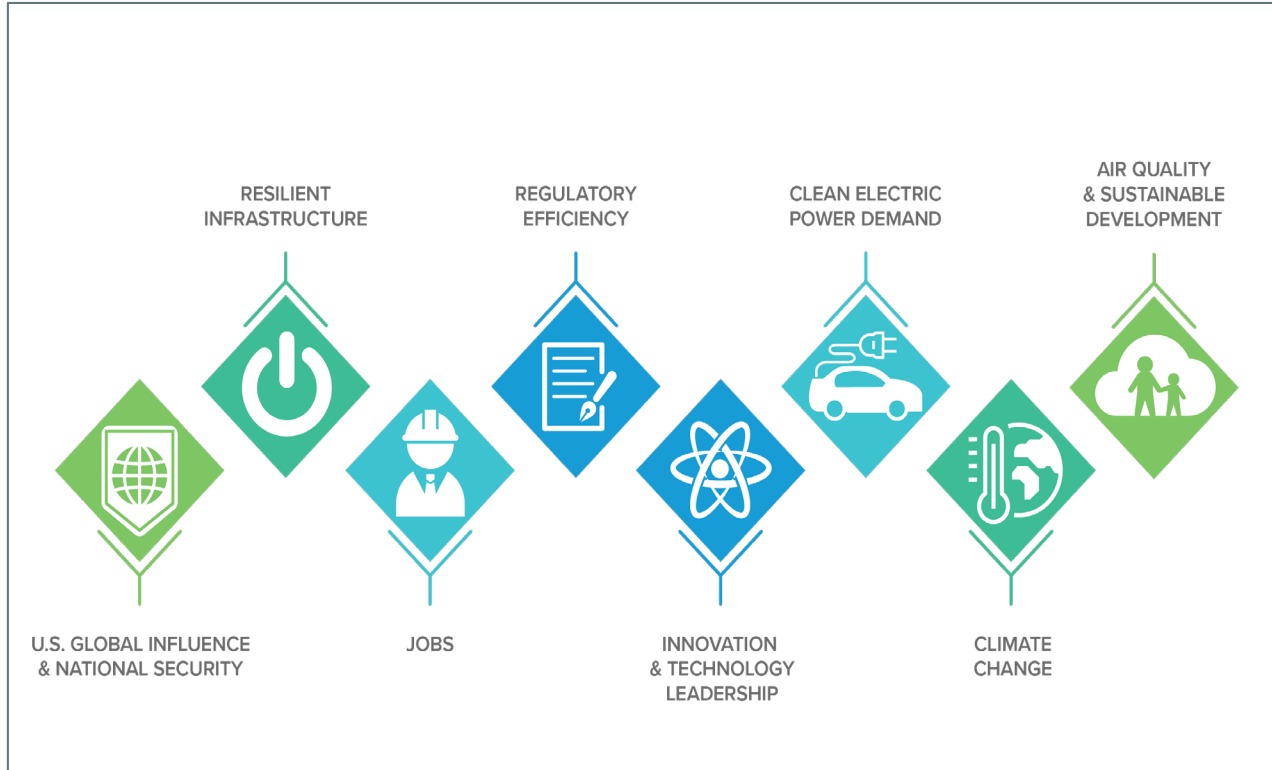 RESILIENT
INFRASTRUCTURE
REGULATORY
EFFICIENCY
CLEAN ELECTRIC
POWER DEMAND
AIR QUALITY
& SUSTAINABLE
DEVELOPMENT
U.S. GLOBAL INFLUENCE
& NATIONAL SECURITY
JOBS
INNOVATION
& TECHNOLOGY
LEADERSHIP
CLIMATE
CHANGE